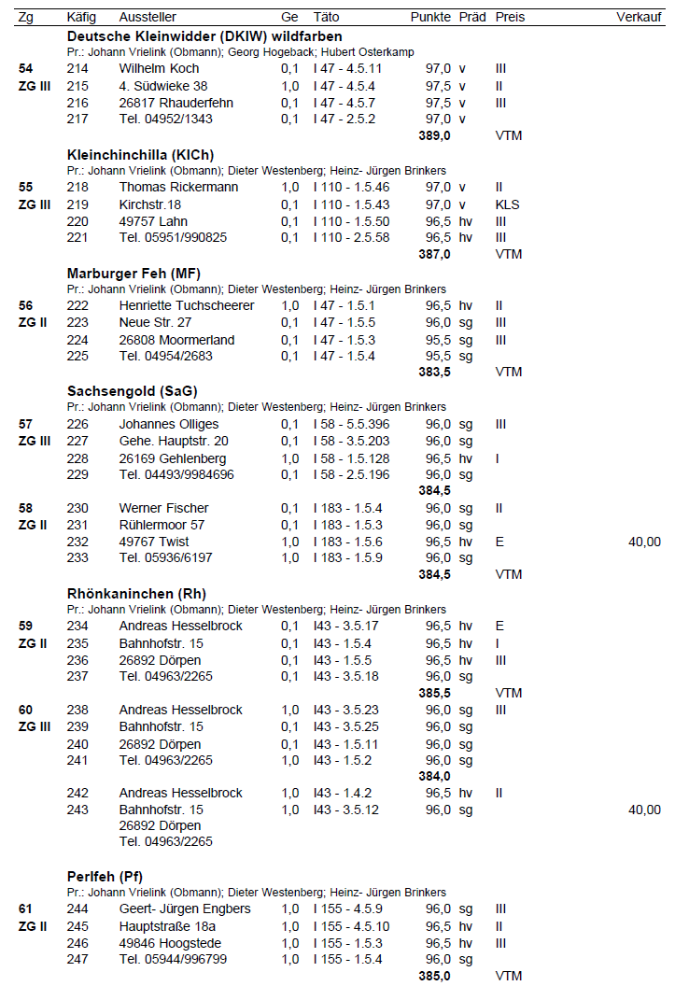 Zg Käfig Aussteller Ge Täto Punkte Präd Preis Verkauf
Deutsche Kleinwidder (DKlW) wildfarben
Pr.: Johann Vrielink (Obmann); Georg Hogeback; Hubert Osterkamp
54 214 Wilhelm Koch 0,1 I 47 - 4.5.11 97,0 v III
ZG III 215 4. Südwieke 38 1,0 I 47 - 4.5.4 97,5 v II
216 26817 Rhauderfehn 0,1 I 47 - 4.5.7 97,5 v III
217 Tel. 04952/1343 0,1 I 47 - 2.5.2 97,0 v
389,0 VTM
Kleinchinchilla (KlCh)
Pr.: Johann Vrielink (Obmann); Dieter Westenberg; Heinz- Jürgen Brinkers
55 218 Thomas Rickermann 1,0 I 110 - 1.5.46 97,0 v II
ZG III 219 Kirchstr.18 0,1 I 110 - 1.5.43 97,0 v KLS
220 49757 Lahn 0,1 I 110 - 1.5.50 96,5 hv III
221 Tel. 05951/990825 0,1 I 110 - 2.5.58 96,5 hv III
387,0 VTM
Marburger Feh (MF)
Pr.: Johann Vrielink (Obmann); Dieter Westenberg; Heinz- Jürgen Brinkers
56 222 Henriette Tuchscheerer 1,0 I 47 - 1.5.1 96,5 hv II
ZG II 223 Neue Str. 27 0,1 I 47 - 1.5.5 96,0 sg III
224 26808 Moormerland 0,1 I 47 - 1.5.3 95,5 sg III
225 Tel. 04954/2683 0,1 I 47 - 1.5.4 95,5 sg
383,5 VTM
Sachsengold (SaG)
Pr.: Johann Vrielink (Obmann); Dieter Westenberg; Heinz- Jürgen Brinkers
57 226 Johannes Olliges 0,1 I 58 - 5.5.396 96,0 sg III
ZG III 227 Gehe. Hauptstr. 20 0,1 I 58 - 3.5.203 96,0 sg
228 26169 Gehlenberg 1,0 I 58 - 1.5.128 96,5 hv I
229 Tel. 04493/9984696 0,1 I 58 - 2.5.196 96,0 sg
384,5
58 230 Werner Fischer 0,1 I 183 - 1.5.4 96,0 sg II
ZG II 231 Rühlermoor 57 0,1 I 183 - 1.5.3 96,0 sg
232 49767 Twist 1,0 I 183 - 1.5.6 96,5 hv E 40,00
233 Tel. 05936/6197 1,0 I 183 - 1.5.9 96,0 sg
384,5 VTM
Rhönkaninchen (Rh)
Pr.: Johann Vrielink (Obmann); Dieter Westenberg; Heinz- Jürgen Brinkers
59 234 Andreas Hesselbrock 0,1 I43 - 3.5.17 96,5 hv E
ZG II 235 Bahnhofstr. 15 0,1 I43 - 1.5.4 96,5 hv I
236 26892 Dörpen 0,1 I43 - 1.5.5 96,5 hv III
237 Tel. 04963/2265 0,1 I43 - 3.5.18 96,0 sg
385,5 VTM
60 238 Andreas Hesselbrock 1,0 I43 - 3.5.23 96,0 sg III
ZG III 239 Bahnhofstr. 15 0,1 I43 - 3.5.25 96,0 sg
240 26892 Dörpen 0,1 I43 - 1.5.11 96,0 sg
241 Tel. 04963/2265 1,0 I43 - 1.5.2 96,0 sg
384,0
242 Andreas Hesselbrock 1,0 I43 - 1.4.2 96,5 hv II
243 Bahnhofstr. 15 1,0 I43 - 3.5.12 96,0 sg 40,00
26892 Dörpen
Tel. 04963/2265
Perlfeh (Pf)
Pr.: Johann Vrielink (Obmann); Dieter Westenberg; Heinz- Jürgen Brinkers
61 244 Geert- Jürgen Engbers 1,0 I 155 - 4.5.9 96,0 sg III
ZG II 245 Hauptstraße 18a 1,0 I 155 - 4.5.10 96,5 hv II
246 49846 Hoogstede 1,0 I 155 - 1.5.3 96,5 hv III
247 Tel. 05944/996799 1,0 I 155 - 1.5.4 96,0 sg
385,0 VTM